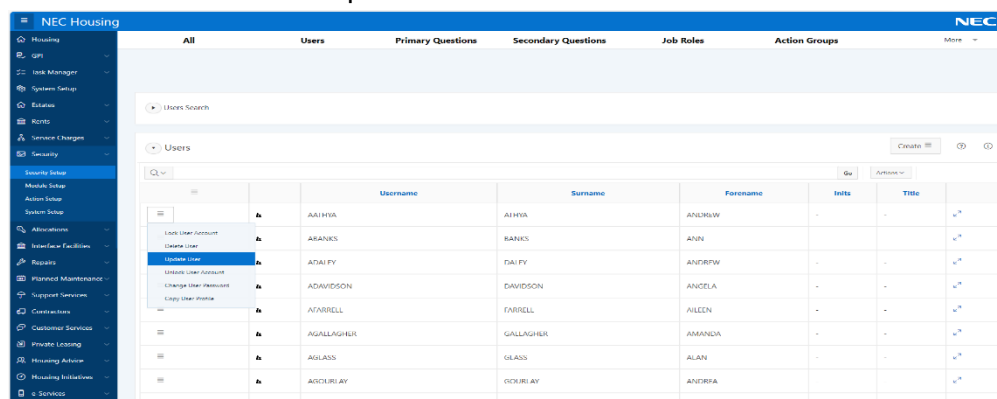 NEC Housing
NEC
Housing
GPI
Task Manager
System Setup
Estates
Rents
Service Charges
Security
Security Setup
Module Setup
Action Setup
System Setup
Allocations
Interface Facilities
Repairs
Planned Maintenance
Support Services
Contractors
Customer Services
Private Leasing
Housing Advice
Housing Initiatives
e-Services
All Users Primary Questions Secondary Questions Job Roles Action Groups More
Users Search
Users
Create
Go Actions
Username Surname Forename Inits Title
AATHYA ATHYA ANDREW - -
ABANKS BANKS ANN - -
ADALEY DALEY ANDREW - -
ADAVIDSON DAVIDSON ANGELA - -
AFARRELL FARRELL AILEEN - -
AGALLAGHER GALLAGHER AMANDA - -
AGLASS GLASS ALAN - -
AGOURLAY GOURLAY ANDREA
Lock User Account
Delete User
Update User
Unlock User Account
Change User Password
Copy User Profile